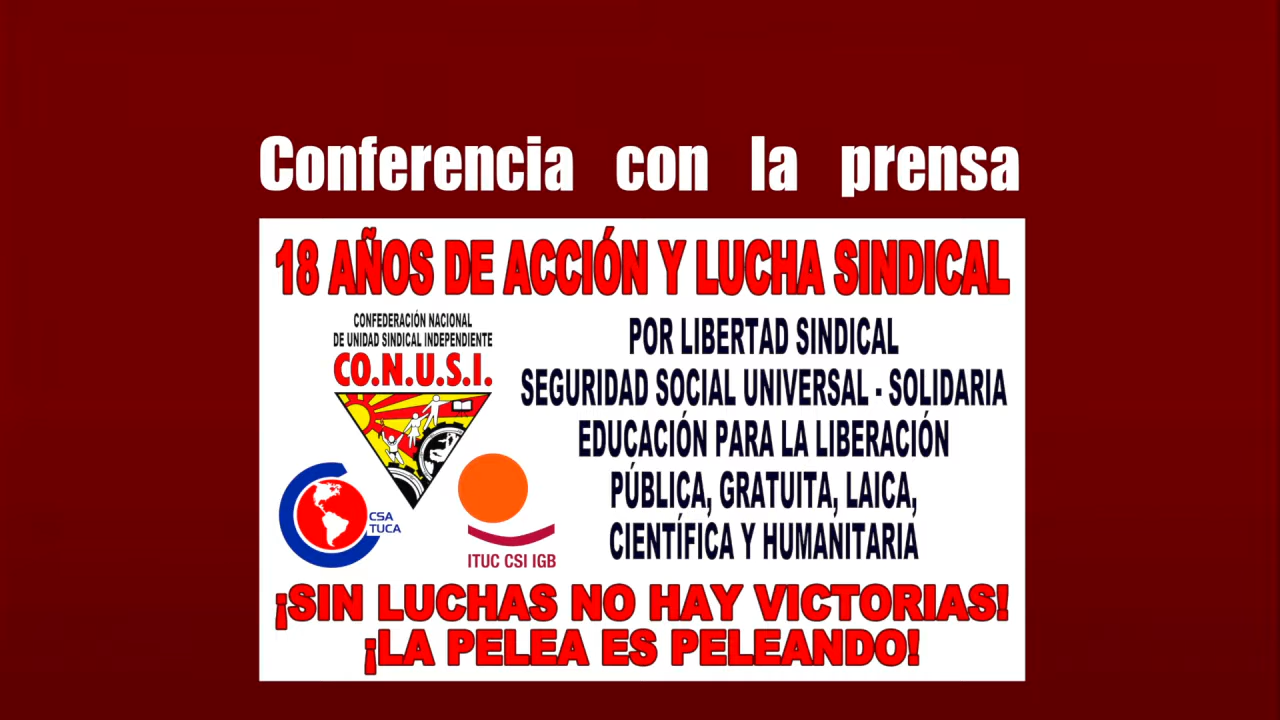 Conferencia con la prensa
18 AÑOS DE ACCIÓN Y LUCHA SINDICAL
CONFEDERACIÓN NACIONAL
DE UNIDAD SINDICAL INDEPENDIENTE
CO.N.U.S.I.
CSA
TUCA
ITUC CSI IGB
POR LIBERTAD SINDICAL
SEGURIDAD SOCIAL UNIVERSAL - SOLIDARIA
EDUCACIÓN PARA LA LIBERACIÓN
PÚBLICA, GRATUITA, LAICA,
CIENTÍFICA Y HUMANITARIA
¡SIN LUCHAS NO HAY VICTORIAS!
¡LA PELEA ES PELEANDO!